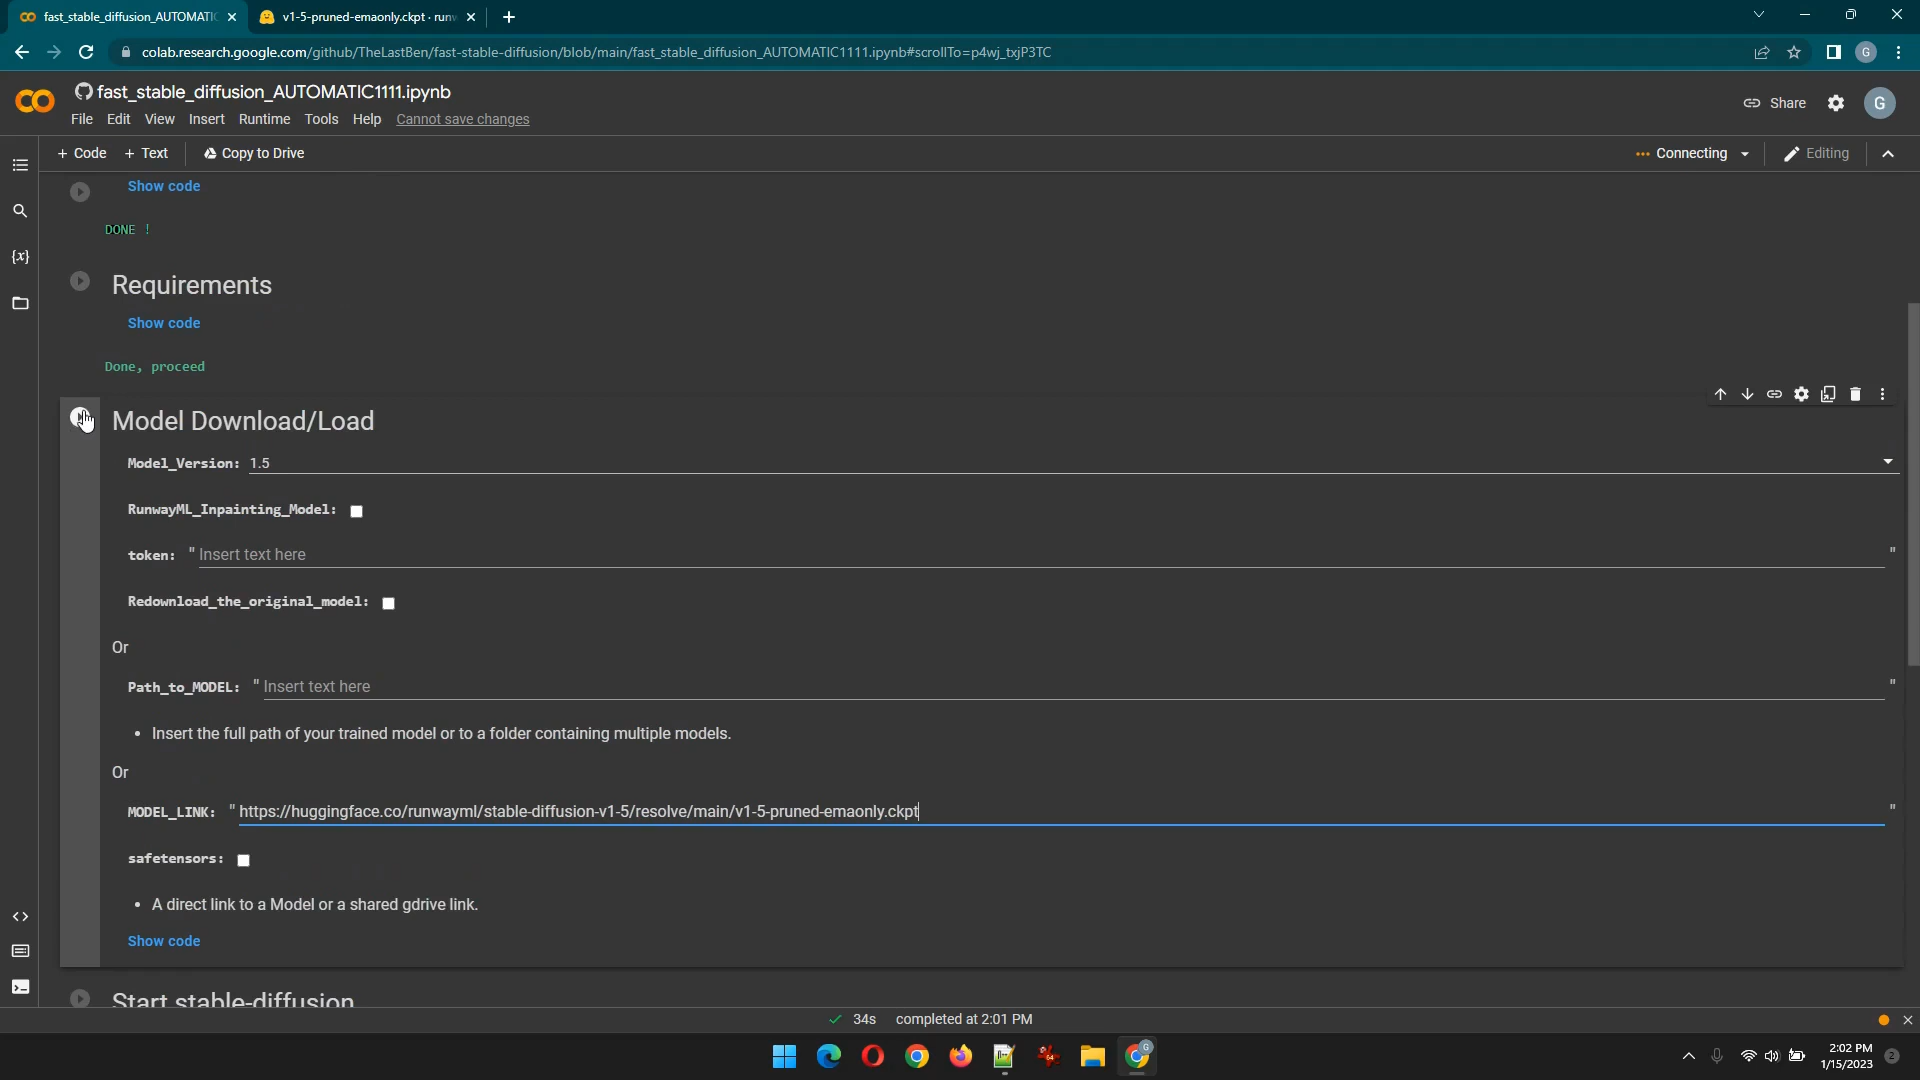 fast_stable_diffusion_AUTOMATIC
v1-5-pruned-emaonly.ckpt · runw
colab.research.google.com/github/TheLastBen/fast-stable-diffusion/blob/main/fast_stable_diffusion_AUTOMATIC1111.ipynb#scrollTo=p4wj_txjP3TC
G
fast_stable_diffusion_AUTOMATIC1111.ipynb
File Edit View Insert Runtime Tools Help Cannot save changes
Share
G
+ Code + Text Copy to Drive
Connecting
Editing
{x}
Show code
DONE !
Requirements
Show code
Done, proceed
Model Download/Load
Model_Version: 1.5
RunwayML_Inpainting_Model:
token: " Insert text here "
Redownload_the_original_model:
Or
Path_to_MODEL: " Insert text here "
• Insert the full path of your trained model or to a folder containing multiple models.
Or
MODEL_LINK: " https://huggingface.co/runwayml/stable-diffusion-v1-5/resolve/main/v1-5-pruned-emaonly.ckpt "
safetensors:
• A direct link to a Model or a shared gdrive link.
Show code
Start stable-diffusion
34s completed at 2:01 PM
2:02 PM
1/15/2023
2